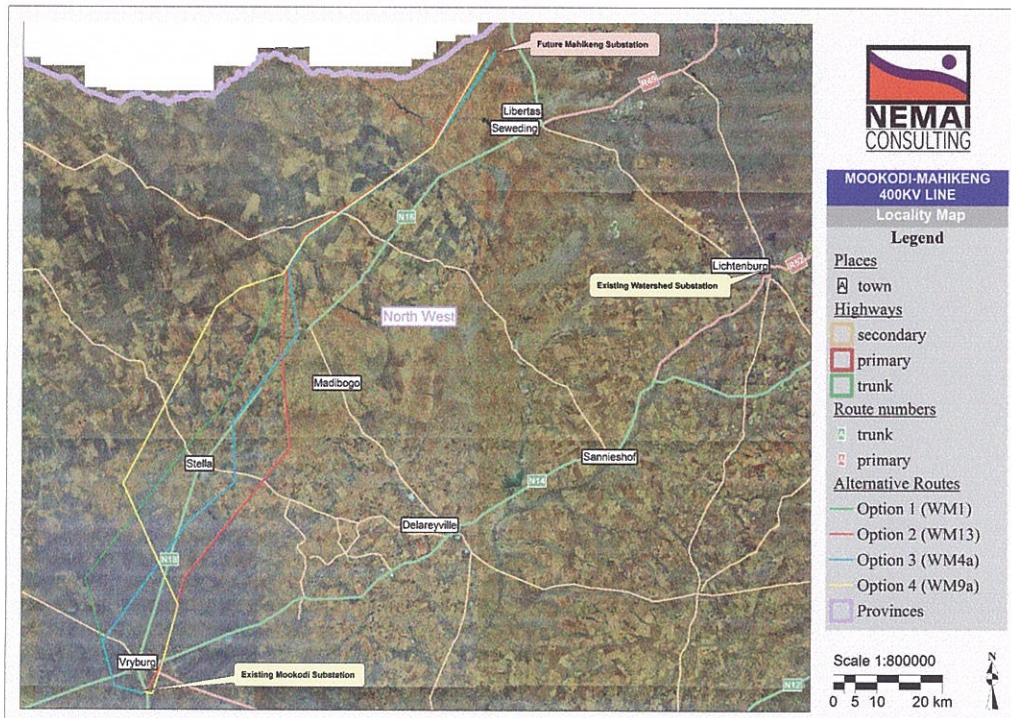 Future Mahikeng Substation
R49
Libertas
Seweding
N18
Lichtenburg
R52
Existing Watershed Substation
North West
Madibogo
Stella
Sannieshof
N14
Delareyville
N18
Vryburg
Existing Mookodi Substation
N12
NEMAI
CONSULTING
MOOKODI-MAHIKENG
400KV LINE
Locality Map
Legend
Places
A town
Highways
secondary
primary
trunk
Route numbers
trunk
primary
Alternative Routes
Option 1 (WM1)
Option 2 (WM13)
Option 3 (WM4a)
Option 4 (WM9a)
Provinces
Scale 1:800000
N
0 5 10 20 km